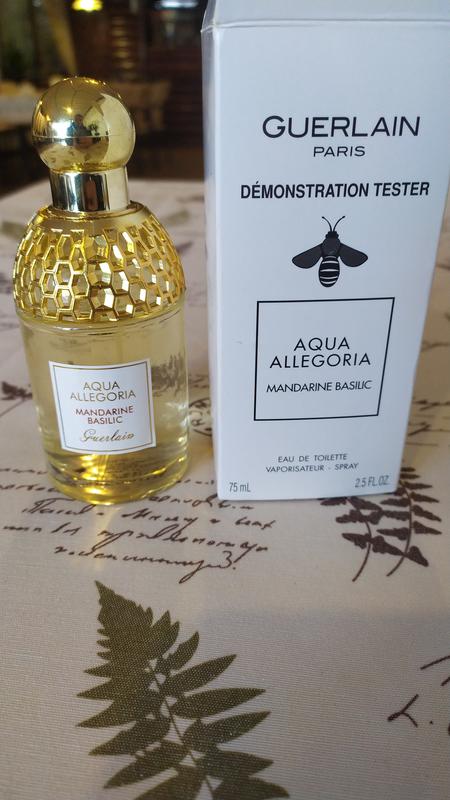 AQUA
ALLEGORIA
MANDARINE
BASILIC
Guerlain
GUERLAIN
PARIS
DÉMONSTRATION TESTER
AQUA
ALLEGORIA
MANDARINE BASILIC
EAU DE TOILETTE
VAPORISATEUR - SPRAY
75 mL 2.5 FL.OZ.